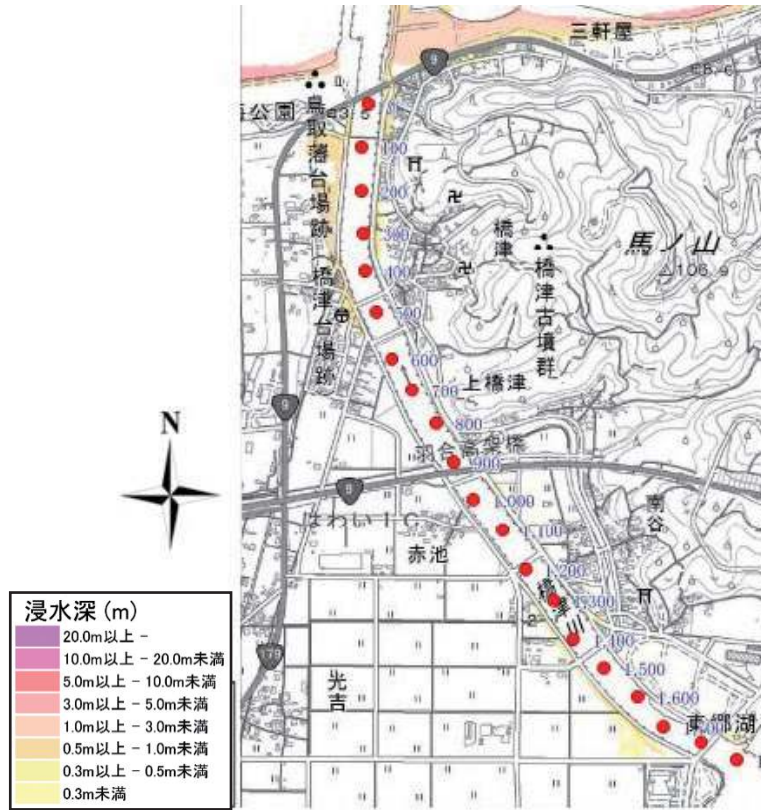 三軒屋
9
9
鳥取藩台場跡
(橋津台場跡)
100
200
300
400
500
600
700
800
900
1,000
1,100
1,200
1,300
1,400
1,500
1,600
橋津
橋津古墳群
馬ノ山
△106.9
上橋津
羽合高架橋
9
はわいIC
南谷
赤池
橋津川
光吉
179
東郷湖
N
浸水深 (m)
20.0m以上 -
10.0m以上 - 20.0m未満
5.0m以上 - 10.0m未満
3.0m以上 - 5.0m未満
1.0m以上 - 3.0m未満
0.5m以上 - 1.0m未満
0.3m以上 - 0.5m未満
0.3m未満